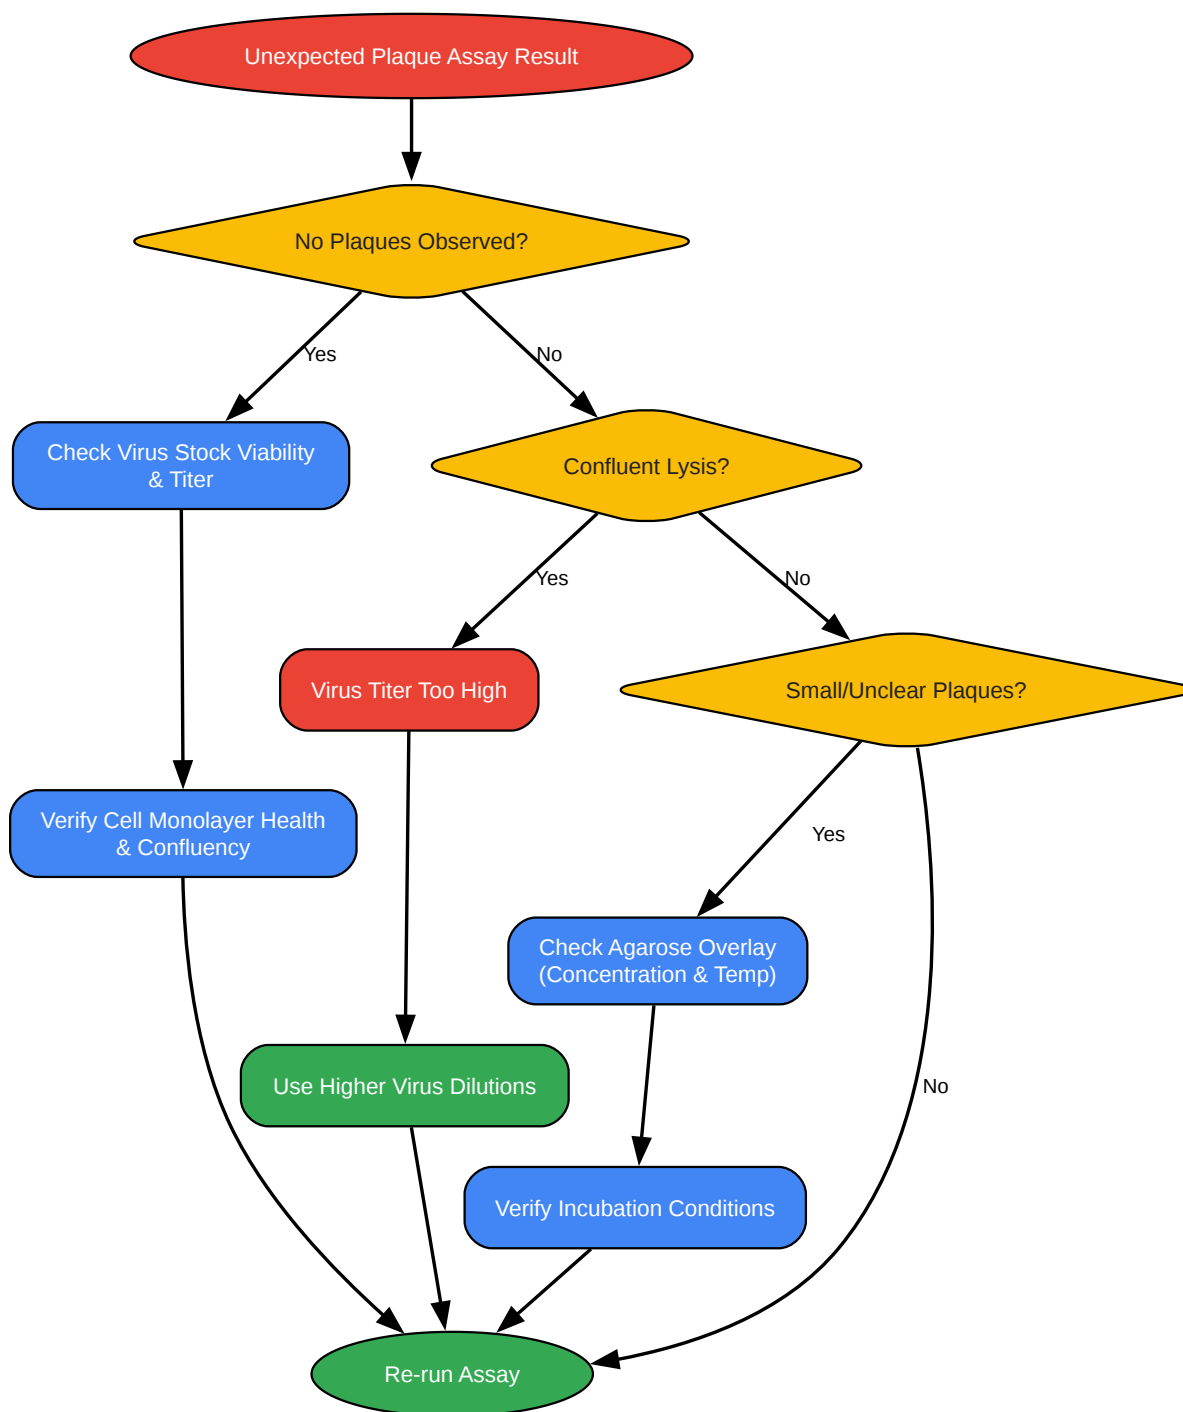 Unexpected Plaque Assay Result
No Plaques Observed?
Yes
No
Check Virus Stock Viability
& Titer
Confluent Lysis?
Yes
No
Virus Titer Too High
Small/Unclear Plaques?
Verify Cell Monolayer Health
& Confluency
Yes
Check Agarose Overlay
(Concentration & Temp)
Use Higher Virus Dilutions
No
Verify Incubation Conditions
Re-run Assay